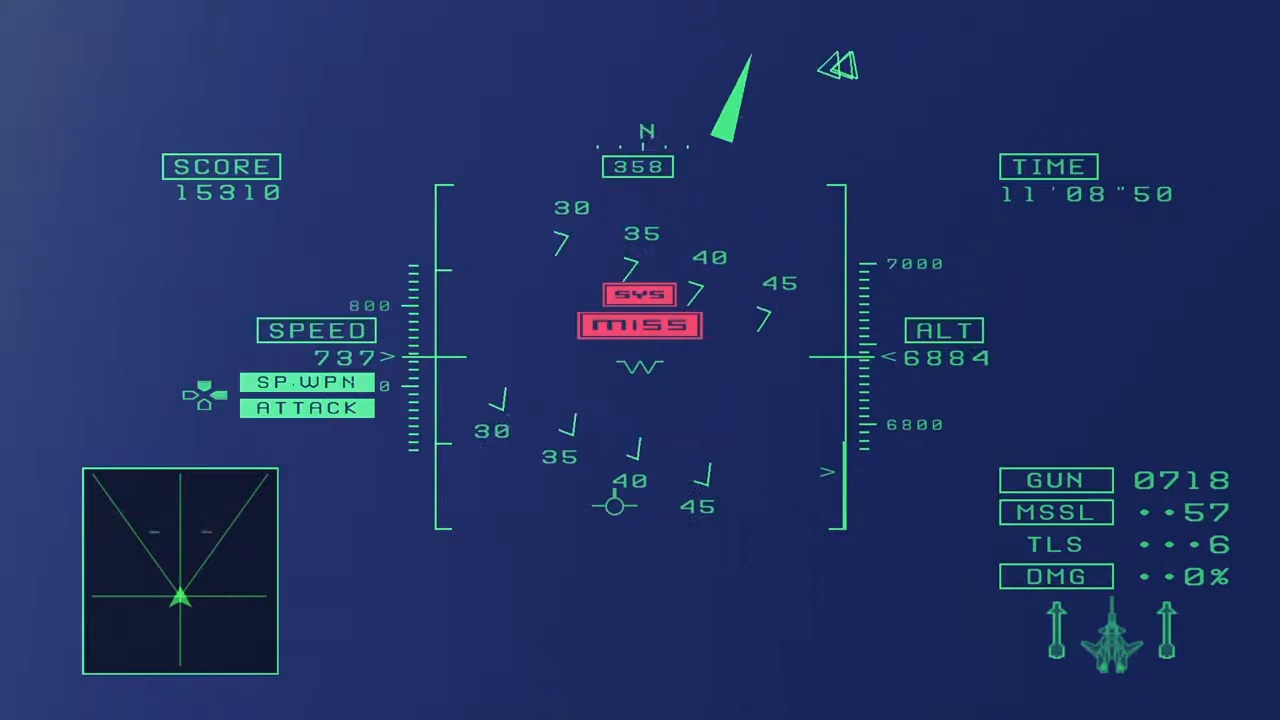 N
358
SCORE
15310
TIME
11'08"50
30
35
40
45
SYS
MISS
800
7000
SPEED
737>
ALT
<6884
SP.WPN
0
ATTACK
6800
30
35
40
45
>
GUN 0718
MSSL ··57
TLS ···6
DMG ··0%